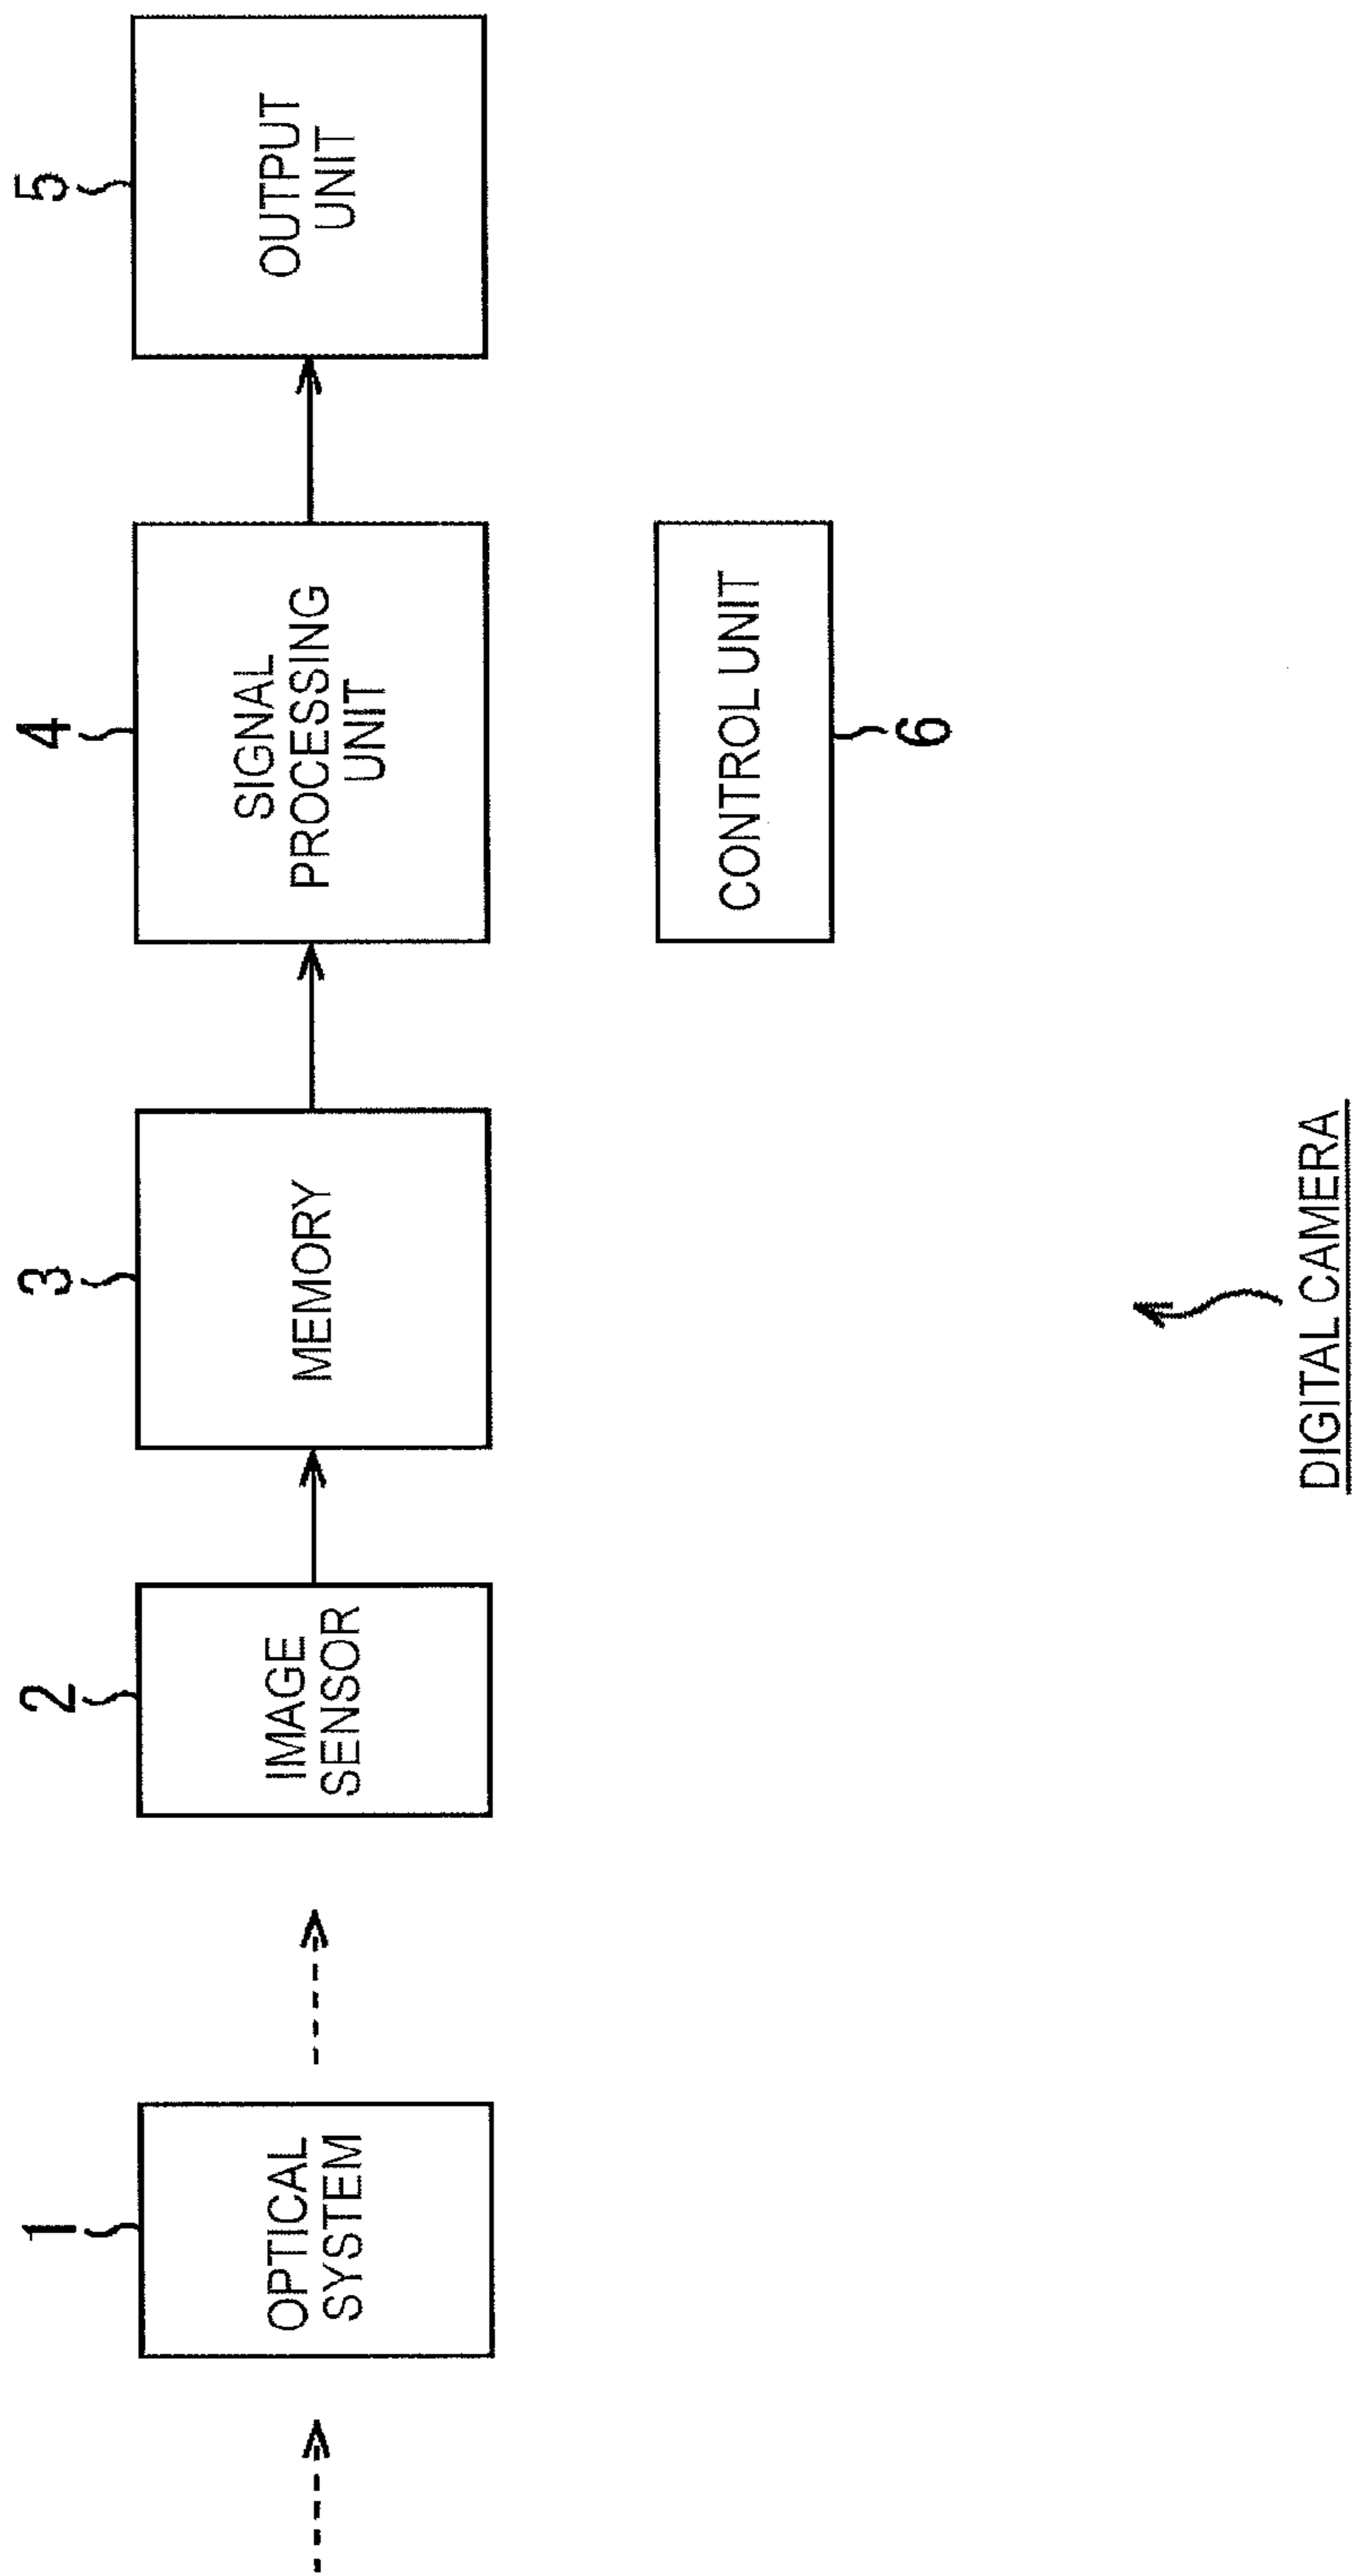 1
OPTICAL
SYSTEM
2
IMAGE
SENSOR
3
MEMORY
4
SIGNAL
PROCESSING
UNIT
5
OUTPUT
UNIT
CONTROL UNIT
6
DIGITAL CAMERA